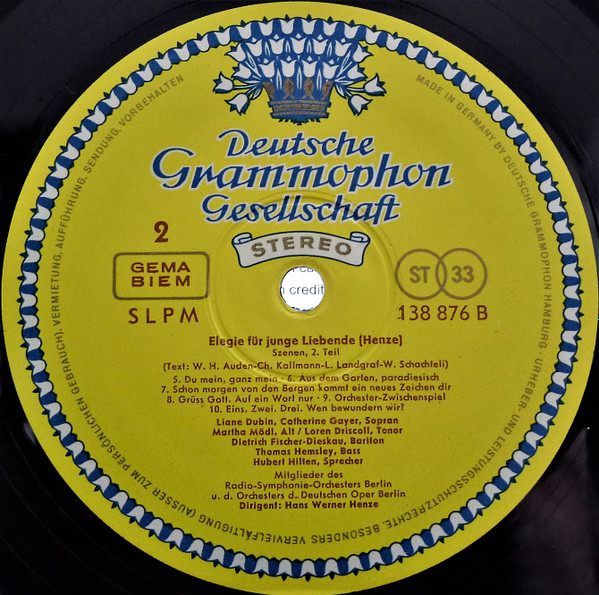 Deutsche
Grammophon
Gesellschaft
STEREO
2
GEMA
BIEM
SLPM
ST 33
138 876 B
n credit
Elegie für junge Liebende (Henze)
Szenen, 2. Teil
(Text: W. H. Auden-Ch. Kallmann-L. Landgraf-W. Schachteli)
5. Du mein, ganz mein · 6. Aus dem Garten, paradiesisch
7. Schon morgen von den Bergen kommt ein neues Zeichen dir
8. Grüss Gott. Auf ein Wort nur · 9. Orchester-Zwischenspiel
10. Eins. Zwei. Drei. Wen bewundern wir?
Liane Dubin, Catherine Gayer, Sopran
Martha Mödl, Alt / Loren Driscoll, Tenor
Dietrich Fischer-Dieskau, Bariton
Thomas Hemsley, Bass
Hubert Hilten, Sprecher
Mitglieder des
Radio-Symphonie-Orchesters Berlin
u. d. Orchesters d. Deutschen Oper Berlin
Dirigent: Hans Werner Henze
MADE IN GERMANY BY DEUTSCHE GRAMMOPHON HAMBURG · URHEBER- UND LEISTUNGSSCHUTZRECHTE, BESONDERS VERVIELFÄLTIGUNG (AUSSER ZUM PERSÖNLICHEN GEBRAUCH), VERMIETUNG, AUFFÜHRUNG, SENDUNG, VORBEHALTEN